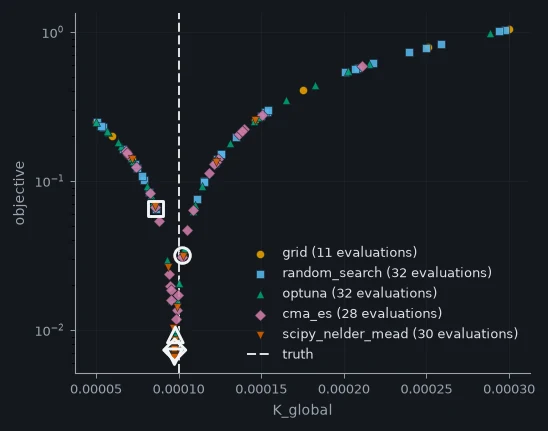 10⁰
10⁻¹
10⁻²
objective
grid (11 evaluations)
random_search (32 evaluations)
optuna (32 evaluations)
cma_es (28 evaluations)
scipy_nelder_mead (30 evaluations)
truth
0.00005 0.00010 0.00015 0.00020 0.00025 0.00030
K_global